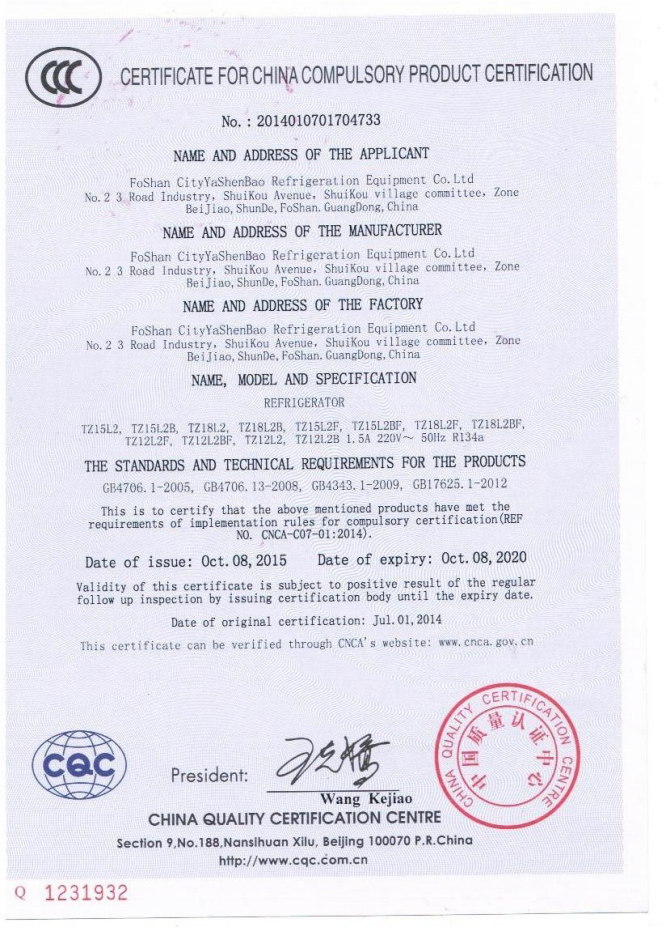 CERTIFICATE FOR CHINA COMPULSORY PRODUCT CERTIFICATION
No. : 2014010701704733
NAME AND ADDRESS OF THE APPLICANT
FoShan CityYaShenBao Refrigeration Equipment Co. Ltd
No. 2 3 Road Industry, ShuiKou Avenue, ShuiKou village committee, Zone
BeiJiao, ShunDe, FoShan. GuangDong, China
NAME AND ADDRESS OF THE MANUFACTURER
FoShan CityYaShenBao Refrigeration Equipment Co. Ltd
No. 2 3 Road Industry, ShuiKou Avenue, ShuiKou village committee, Zone
BeiJiao, ShunDe, FoShan. GuangDong, China
NAME AND ADDRESS OF THE FACTORY
FoShan CityYaShenBao Refrigeration Equipment Co. Ltd
No. 2 3 Road Industry, ShuiKou Avenue, ShuiKou village committee, Zone
BeiJiao, ShunDe, FoShan. GuangDong, China
NAME, MODEL AND SPECIFICATION
REFRIGERATOR
TZ15L2, TZ15L2B, TZ18L2, TZ18L2B, TZ15L2F, TZ15L2BF, TZ18L2F, TZ18L2BF,
TZ12L2F, TZ12L2BF, TZ12L2, TZ12L2B 1.5A 220V~ 50Hz R134a
THE STANDARDS AND TECHNICAL REQUIREMENTS FOR THE PRODUCTS
GB4706.1-2005, GB4706.13-2008, GB4343.1-2009, GB17625.1-2012
This is to certify that the above mentioned products have met the
requirements of implementation rules for compulsory certification(REF
NO. CNCA-C07-01:2014).
Date of issue: Oct. 08, 2015 Date of expiry: Oct. 08, 2020
Validity of this certificate is subject to positive result of the regular
follow up inspection by issuing certification body until the expiry date.
Date of original certification: Jul. 01, 2014
This certificate can be verified through CNCA's website: www.cnca.gov.cn
CHINA QUALITY CERTIFICATION CENTRE
中国质量认证中心
CQC
President:
Wang Kejiao
CHINA QUALITY CERTIFICATION CENTRE
Section 9, No.188, Nansihuan Xilu, Beijing 100070 P.R.China
http://www.cqc.com.cn
Q 1231932